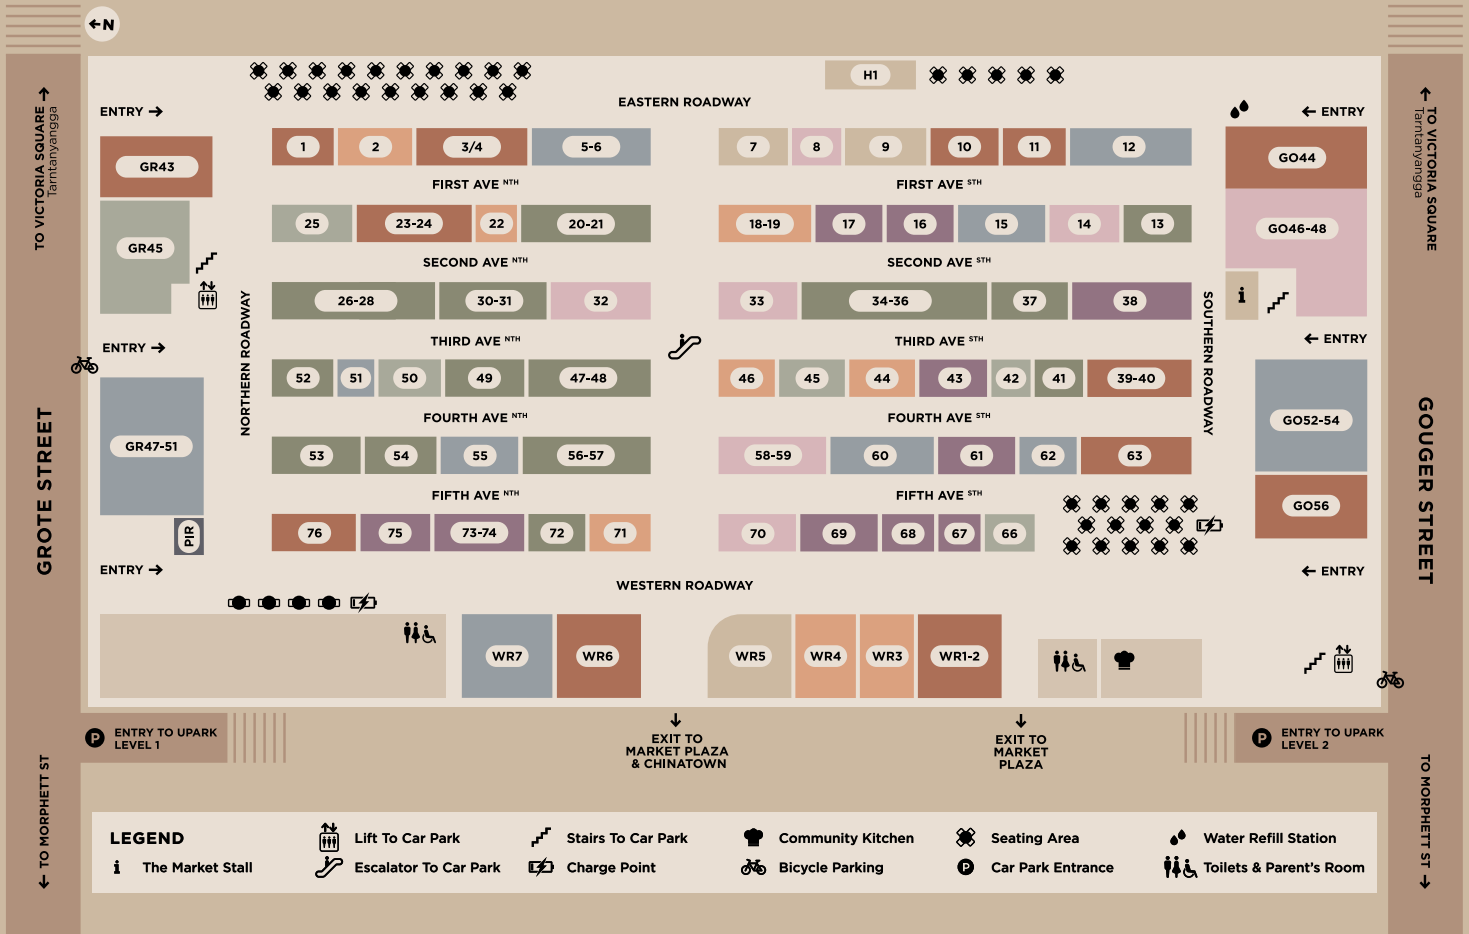 ←N
TO VICTORIA SQUARE
Tarntanyangga
GROTE STREET
TO MORPHETT ST
ENTRY
H1
EASTERN ROADWAY
ENTRY
TO VICTORIA SQUARE
Tarntanyangga
GOUGER STREET
TO MORPHETT ST
GR43
1 2 3/4 5-6
7 8 9 10 11 12
GO44
FIRST AVE NTH
FIRST AVE STH
GR45
25 23-24 22 20-21
18-19 17 16 15 14 13
GO46-48
SECOND AVE NTH
SECOND AVE STH
26-28 30-31 32
33 34-36 37 38
i
NORTHERN ROADWAY
SOUTHERN ROADWAY
ENTRY
THIRD AVE NTH
THIRD AVE STH
ENTRY
52 51 50 49 47-48
46 45 44 43 42 41 39-40
FOURTH AVE NTH
FOURTH AVE STH
GO52-54
GR47-51
53 54 55 56-57
58-59 60 61 62 63
FIFTH AVE NTH
FIFTH AVE STH
GO56
PIR
76 75 73-74 72 71
70 69 68 67 66
ENTRY
WESTERN ROADWAY
ENTRY
WR7 WR6
WR5 WR4 WR3 WR1-2
P ENTRY TO UPARK
LEVEL 1
EXIT TO
MARKET PLAZA
& CHINATOWN
EXIT TO
MARKET
PLAZA
P ENTRY TO UPARK
LEVEL 2
LEGEND
i The Market Stall
Lift To Car Park
Escalator To Car Park
Stairs To Car Park
Charge Point
Community Kitchen
Bicycle Parking
Seating Area
P Car Park Entrance
Water Refill Station
Toilets & Parent's Room